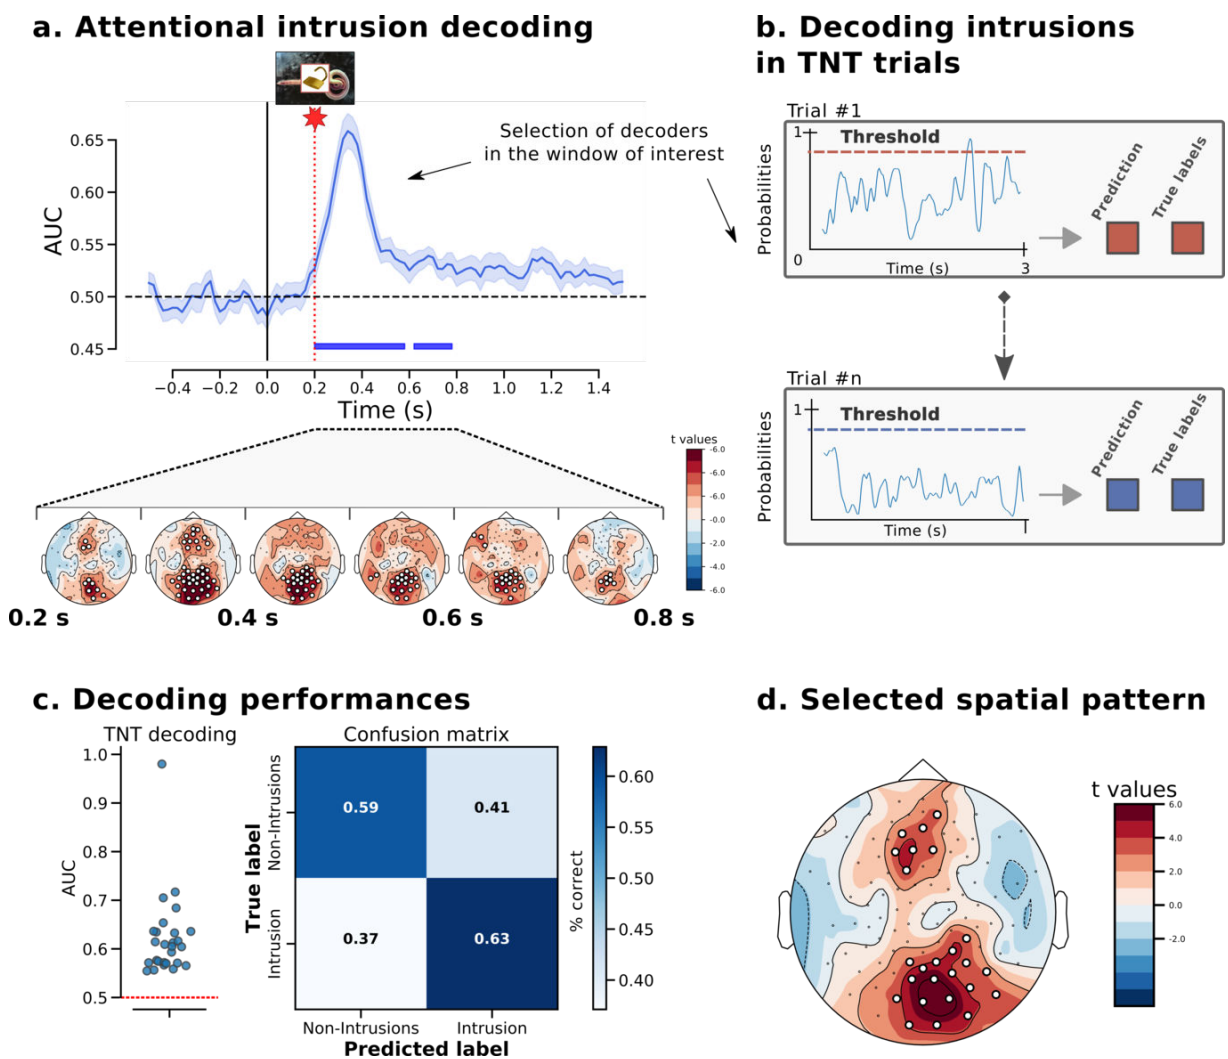 a. Attentional intrusion decoding
AUC
0.65
0.60
0.55
0.50
0.45
Selection of decoders
in the window of interest
−0.4 −0.2 0.0 0.2 0.4 0.6 0.8 1.0 1.2 1.4
Time (s)
t values
-6.0
-6.0
-0.0
-2.0
-4.0
-6.0
0.2 s 0.4 s 0.6 s 0.8 s
b. Decoding intrusions
in TNT trials
Trial #1
Probabilities
1
Threshold
0
Time (s)
3
Prediction
True labels
Trial #n
Probabilities
1
Threshold
Time (s)
Prediction
True labels
c. Decoding performances
TNT decoding
AUC
1.0
0.9
0.8
0.7
0.6
0.5
Confusion matrix
True label
Non-Intrusions
Intrusion
0.59 0.41
0.37 0.63
Non-Intrusions Intrusion
Predicted label
% correct
0.60
0.55
0.50
0.45
0.40
d. Selected spatial pattern
t values
6.0
4.0
2.0
0.0
-2.0